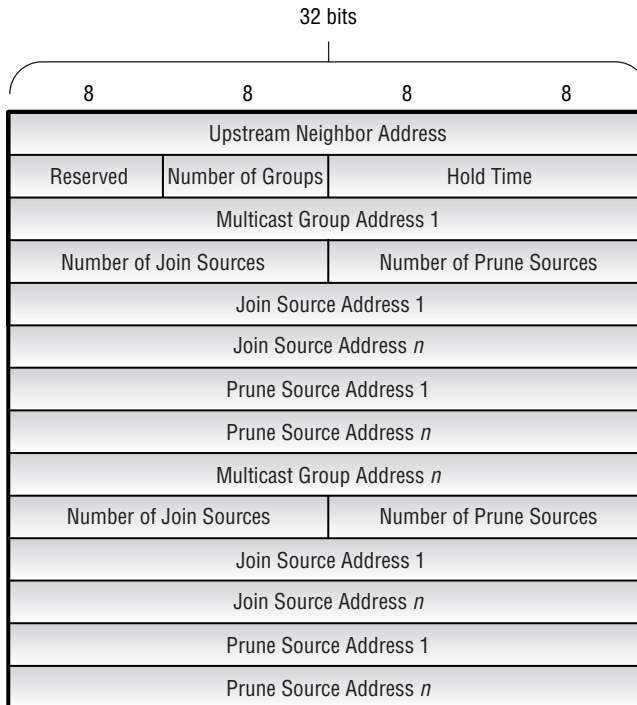 32 bits
8 8 8 8
Upstream Neighbor Address
Reserved Number of Groups Hold Time
Multicast Group Address 1
Number of Join Sources Number of Prune Sources
Join Source Address 1
Join Source Address n
Prune Source Address 1
Prune Source Address n
Multicast Group Address n
Number of Join Sources Number of Prune Sources
Join Source Address 1
Join Source Address n
Prune Source Address 1
Prune Source Address n